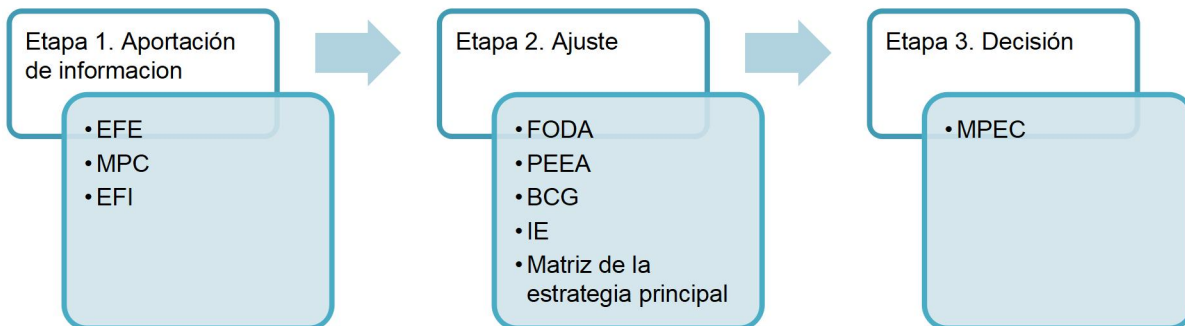 Etapa 1. Aportación
de informacion
• EFE
• MPC
• EFI
Etapa 2. Ajuste
• FODA
• PEEA
• BCG
• IE
• Matriz de la
estrategia principal
Etapa 3. Decisión
• MPEC